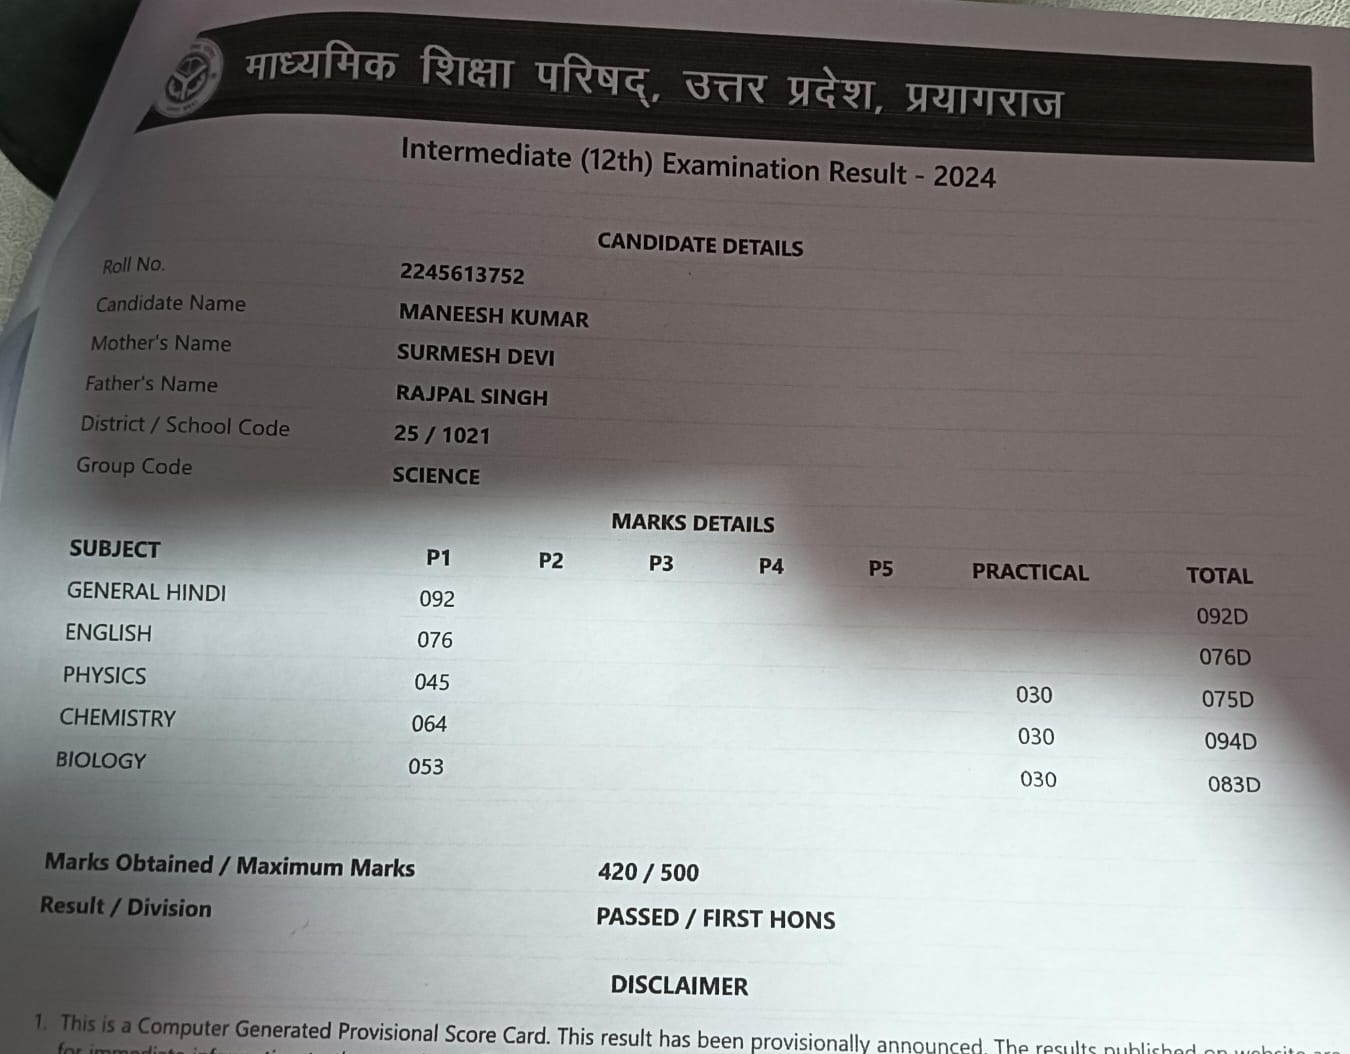 माध्यमिक शिक्षा परिषद्, उत्तर प्रदेश, प्रयागराज
Intermediate (12th) Examination Result - 2024
CANDIDATE DETAILS
Roll No. 2245613752
Candidate Name MANEESH KUMAR
Mother's Name SURMESH DEVI
Father's Name RAJPAL SINGH
District / School Code 25 / 1021
Group Code SCIENCE
MARKS DETAILS
SUBJECT P1 P2 P3 P4 P5 PRACTICAL TOTAL
GENERAL HINDI 092 092D
ENGLISH 076 076D
PHYSICS 045 030 075D
CHEMISTRY 064 030 094D
BIOLOGY 053 030 083D
Marks Obtained / Maximum Marks 420 / 500
Result / Division PASSED / FIRST HONS
DISCLAIMER
1. This is a Computer Generated Provisional Score Card. This result has been provisionally announced. The results published on website are
for immediate